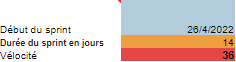 Début du sprint 26/4/2022
Durée du sprint en jours 14
Vélocité 36